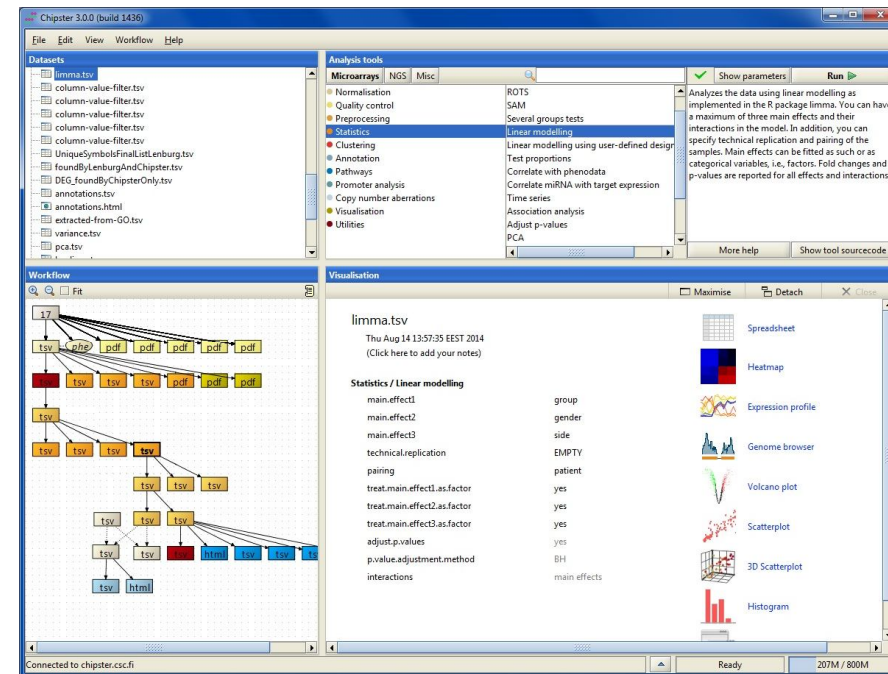 Chipster 3.0.0 (build 1436)
File Edit View Workflow Help
Datasets
limma.tsv
column-value-filter.tsv
column-value-filter.tsv
column-value-filter.tsv
column-value-filter.tsv
column-value-filter.tsv
UniqueSymbolsFinalListLenburg.tsv
foundByLenburgAndChipster.tsv
DEG_foundByChipsterOnly.tsv
annotations.tsv
annotations.html
extracted-from-GO.tsv
variance.tsv
pca.tsv
Analysis tools
Microarrays NGS Misc
Normalisation
Quality control
Preprocessing
Statistics
Clustering
Annotation
Pathways
Promoter analysis
Copy number aberrations
Visualisation
Utilities
ROTS
SAM
Several groups tests
Linear modelling
Linear modelling using user-defined design
Test proportions
Correlate with phenodata
Correlate miRNA with target expression
Time series
Association analysis
Adjust p-values
PCA
Show parameters Run
Analyzes the data using linear modelling as
implemented in the R package limma. You can have
a maximum of three main effects and their
interactions in the model. In addition, you can
specify technical replication and pairing of the
samples. Main effects can be fitted as such or as
categorical variables, i.e., factors. Fold changes and
p-values are reported for all effects and interactions
More help Show tool sourcecode
Workflow
Fit
17
tsv phe pdf pdf pdf pdf pdf
tsv tsv tsv tsv pdf pdf pdf
tsv
tsv tsv tsv tsv
tsv tsv tsv
tsv tsv tsv
tsv tsv tsv html tsv tsv ts
tsv html
Visualisation
Maximise Detach Close
limma.tsv
Thu Aug 14 13:57:35 EEST 2014
(Click here to add your notes)
Statistics / Linear modelling
main.effect1 group
main.effect2 gender
main.effect3 side
technical.replication EMPTY
pairing patient
treat.main.effect1.as.factor yes
treat.main.effect2.as.factor yes
treat.main.effect3.as.factor yes
adjust.p.values yes
p.value.adjustment.method BH
interactions main effects
Spreadsheet
Heatmap
Expression profile
Genome browser
Volcano plot
Scatterplot
3D Scatterplot
Histogram
Connected to chipster.csc.fi
Ready
207M / 800M